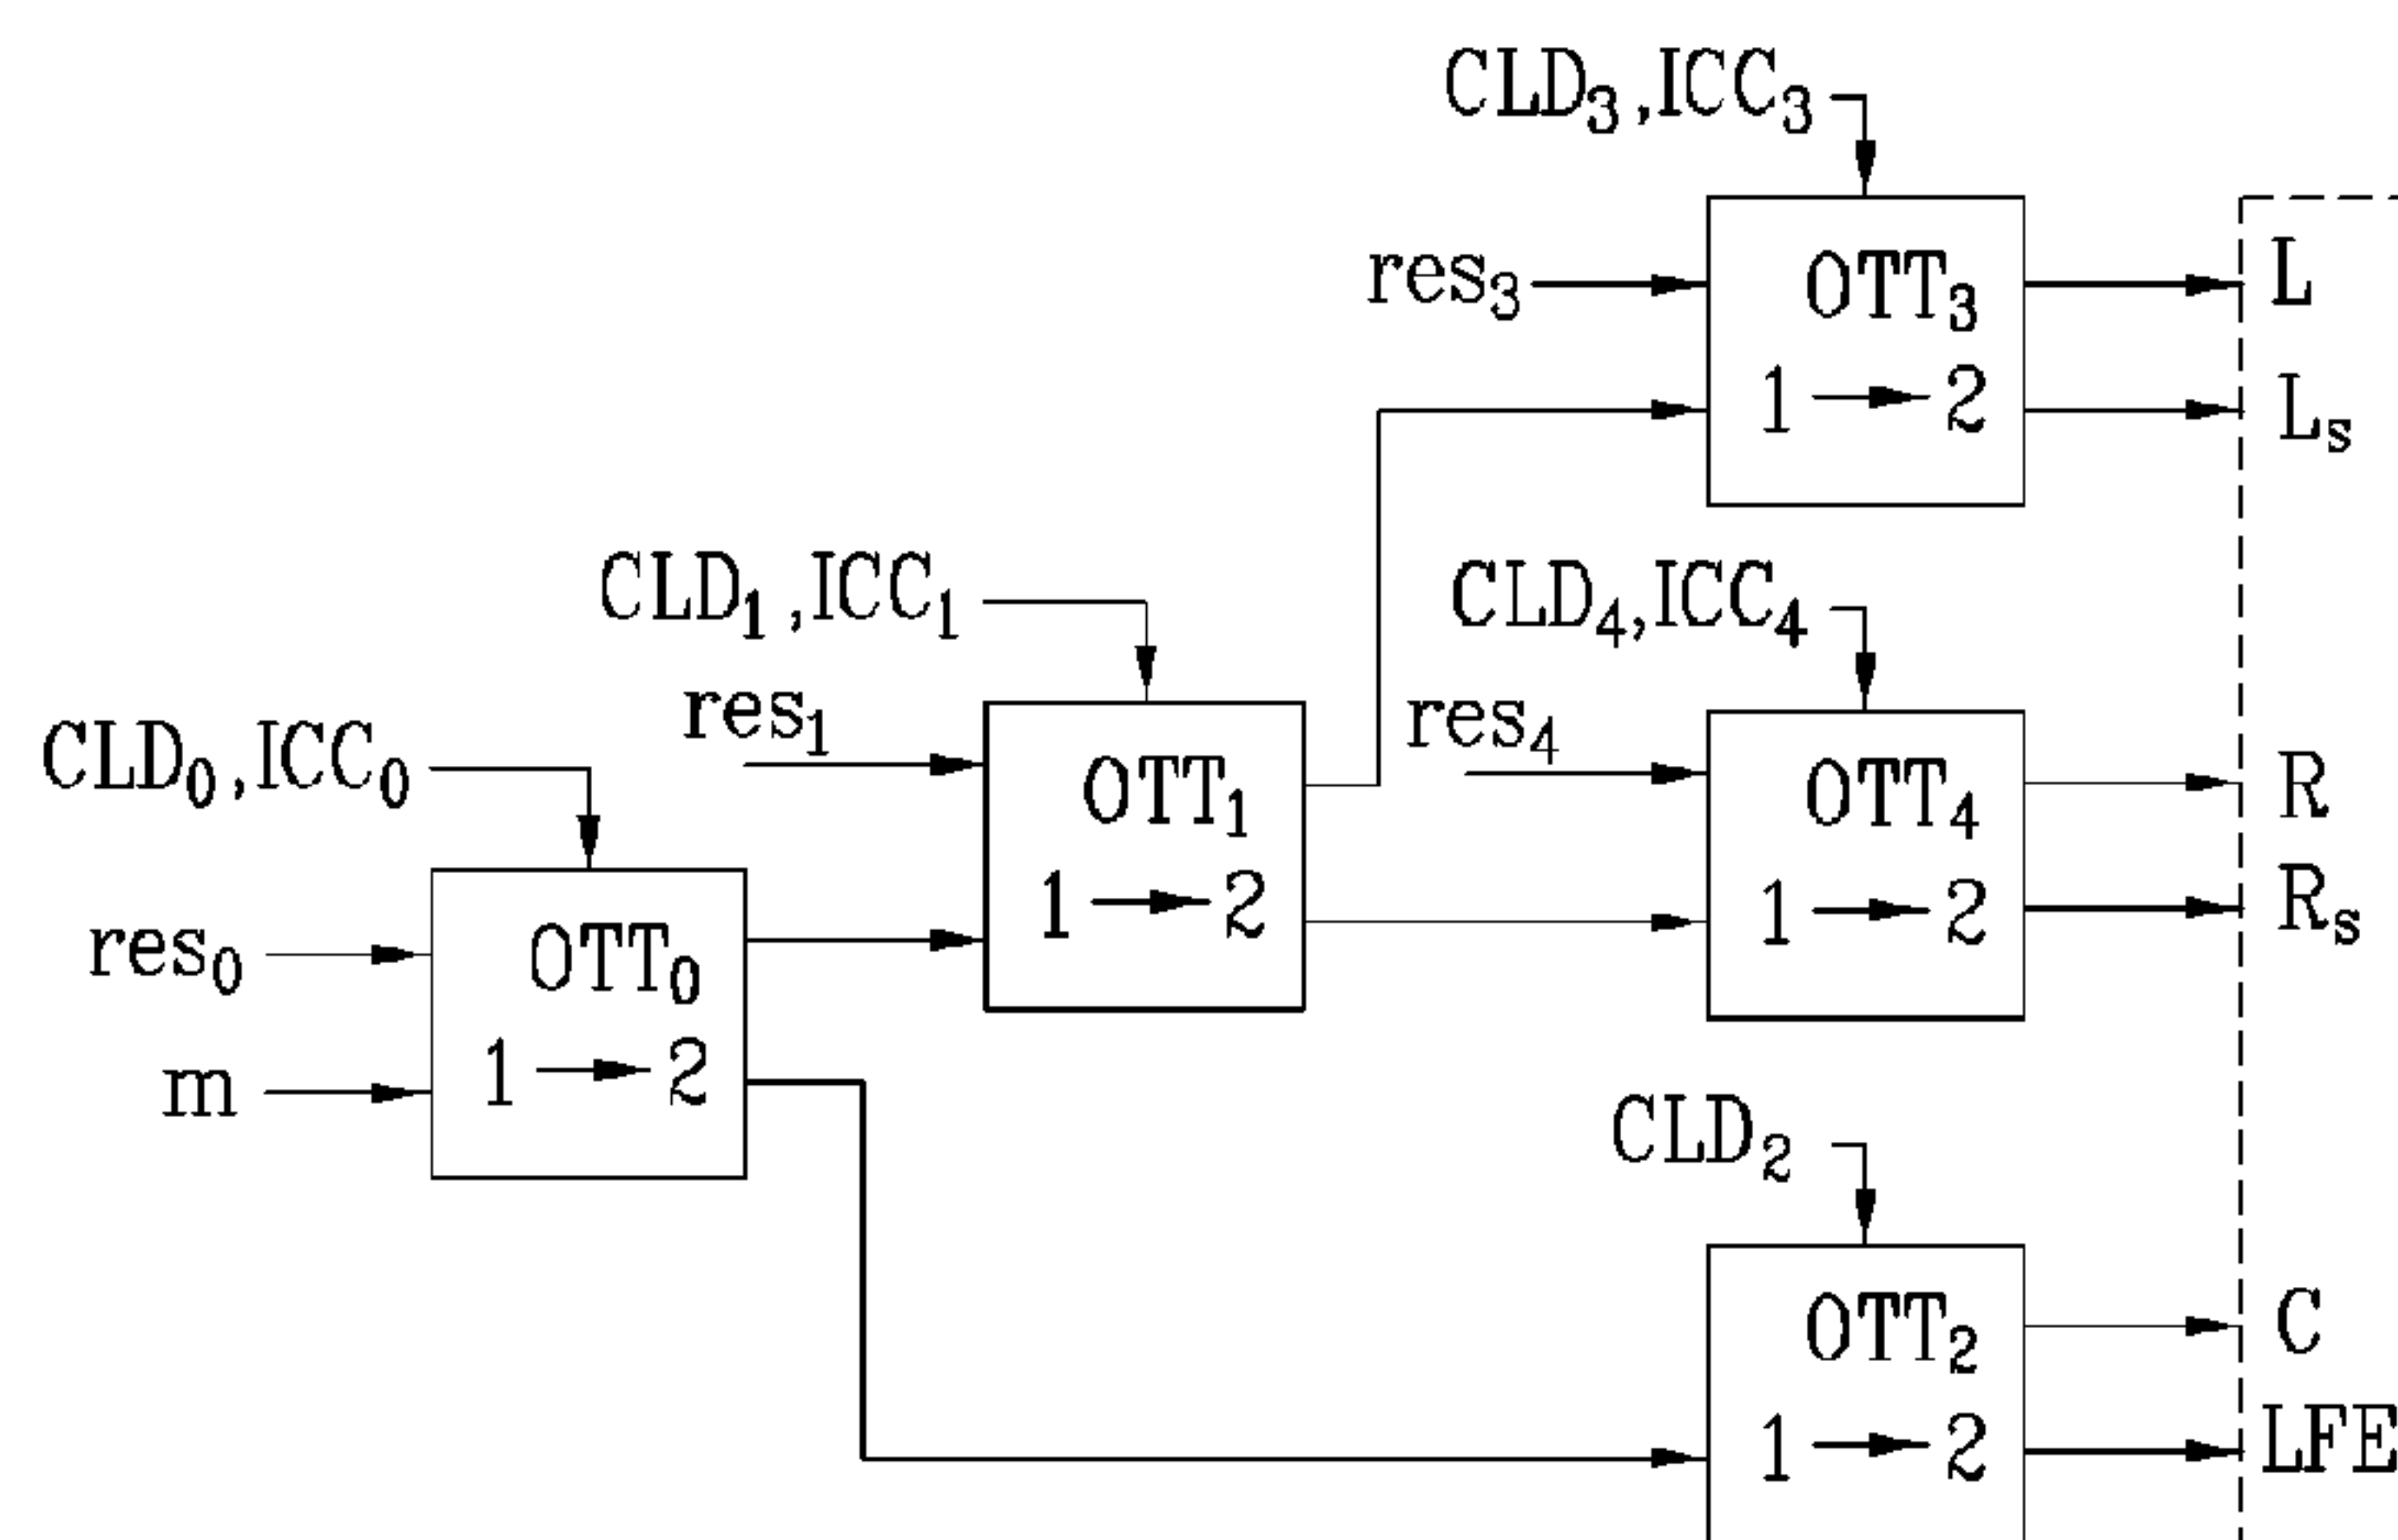 CLD₃,ICC₃
res₃
OTT₃
1 → 2
L
Lₛ
CLD₁,ICC₁
res₁
OTT₁
1 → 2
CLD₄,ICC₄
res₄
OTT₄
1 → 2
R
Rₛ
CLD₀,ICC₀
res₀
m
OTT₀
1 → 2
CLD₂
OTT₂
1 → 2
C
LFE